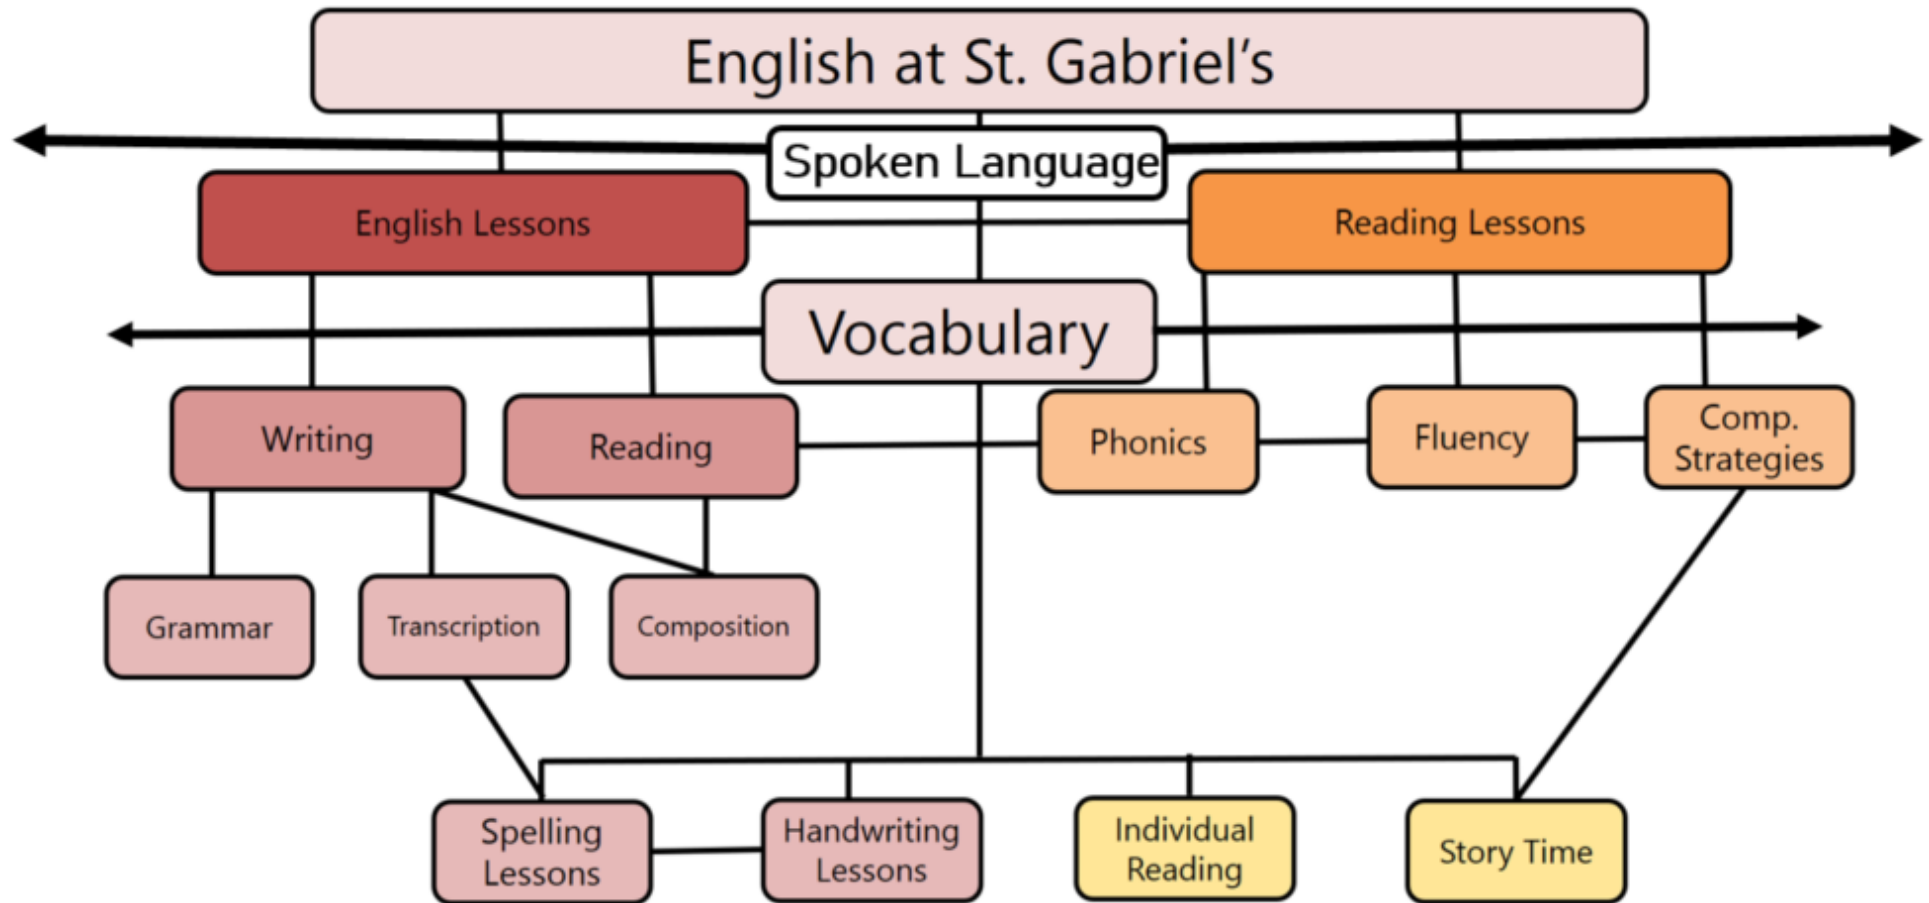 English at St. Gabriel's
Spoken Language
English Lessons
Reading Lessons
Vocabulary
Writing
Reading
Phonics
Fluency
Comp.
Strategies
Grammar
Transcription
Composition
Spelling
Lessons
Handwriting
Lessons
Individual
Reading
Story Time